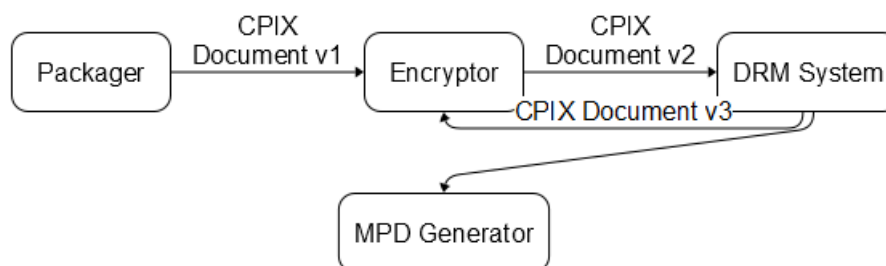 CPIX
Document v1
CPIX
Document v2
Packager
Encryptor
DRM System
CPIX Document v3
MPD Generator